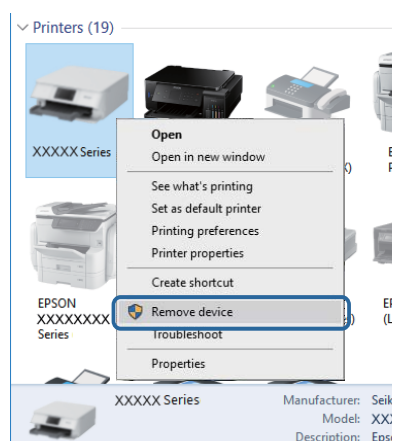 Printers (19)
XXXXX Series
Open
Open in new window
See what's printing
Set as default printer
Printing preferences
Printer properties
Create shortcut
Remove device
Troubleshoot
Properties
EPSON
XXXXXXXX
Series
XXXXX Series
Manufacturer:
Model:
Description: